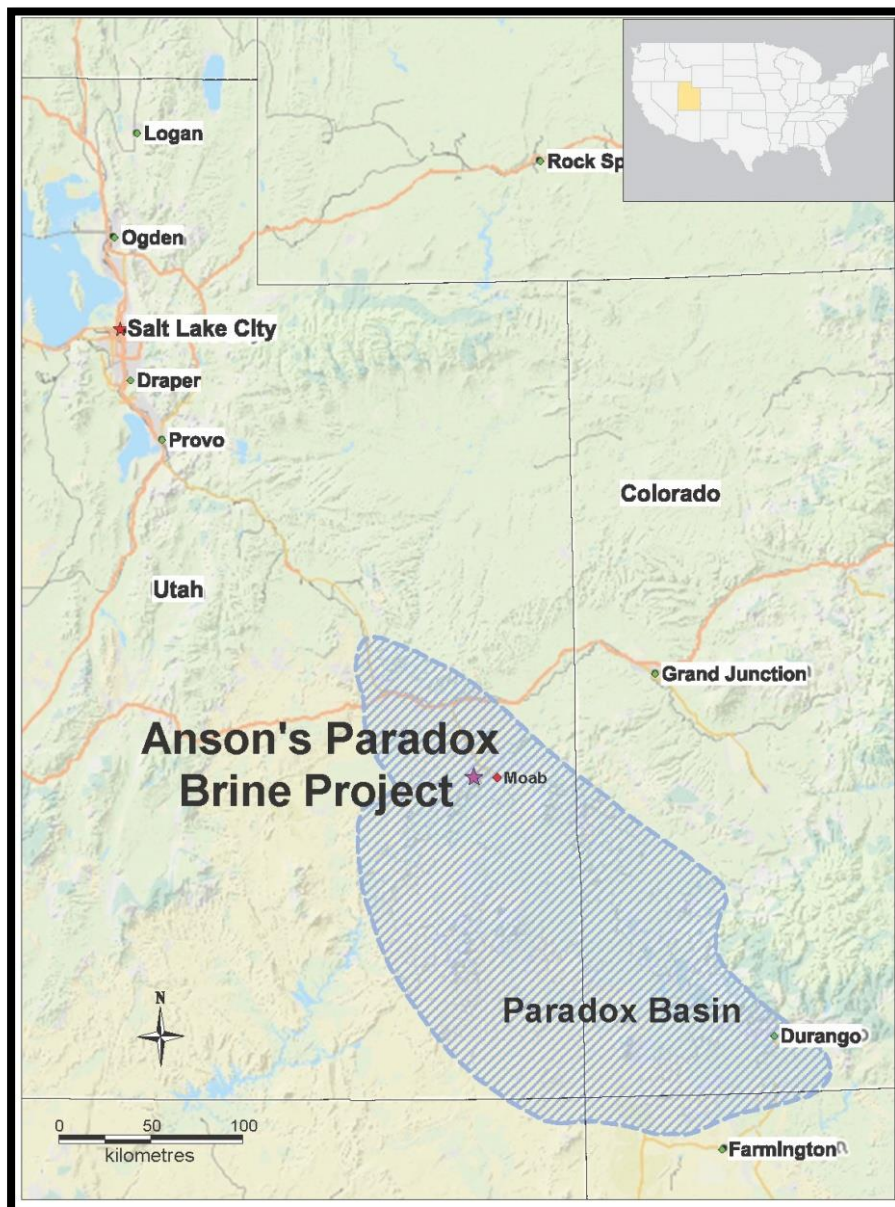 Logan
Rock Sp
Ogden
Salt Lake CIty
Draper
Provo
Colorado
Utah
Grand Junction
Anson's Paradox
Brine Project
Moab
Paradox Basin
N
Durango
0 50 100
kilometres
FarmIngton